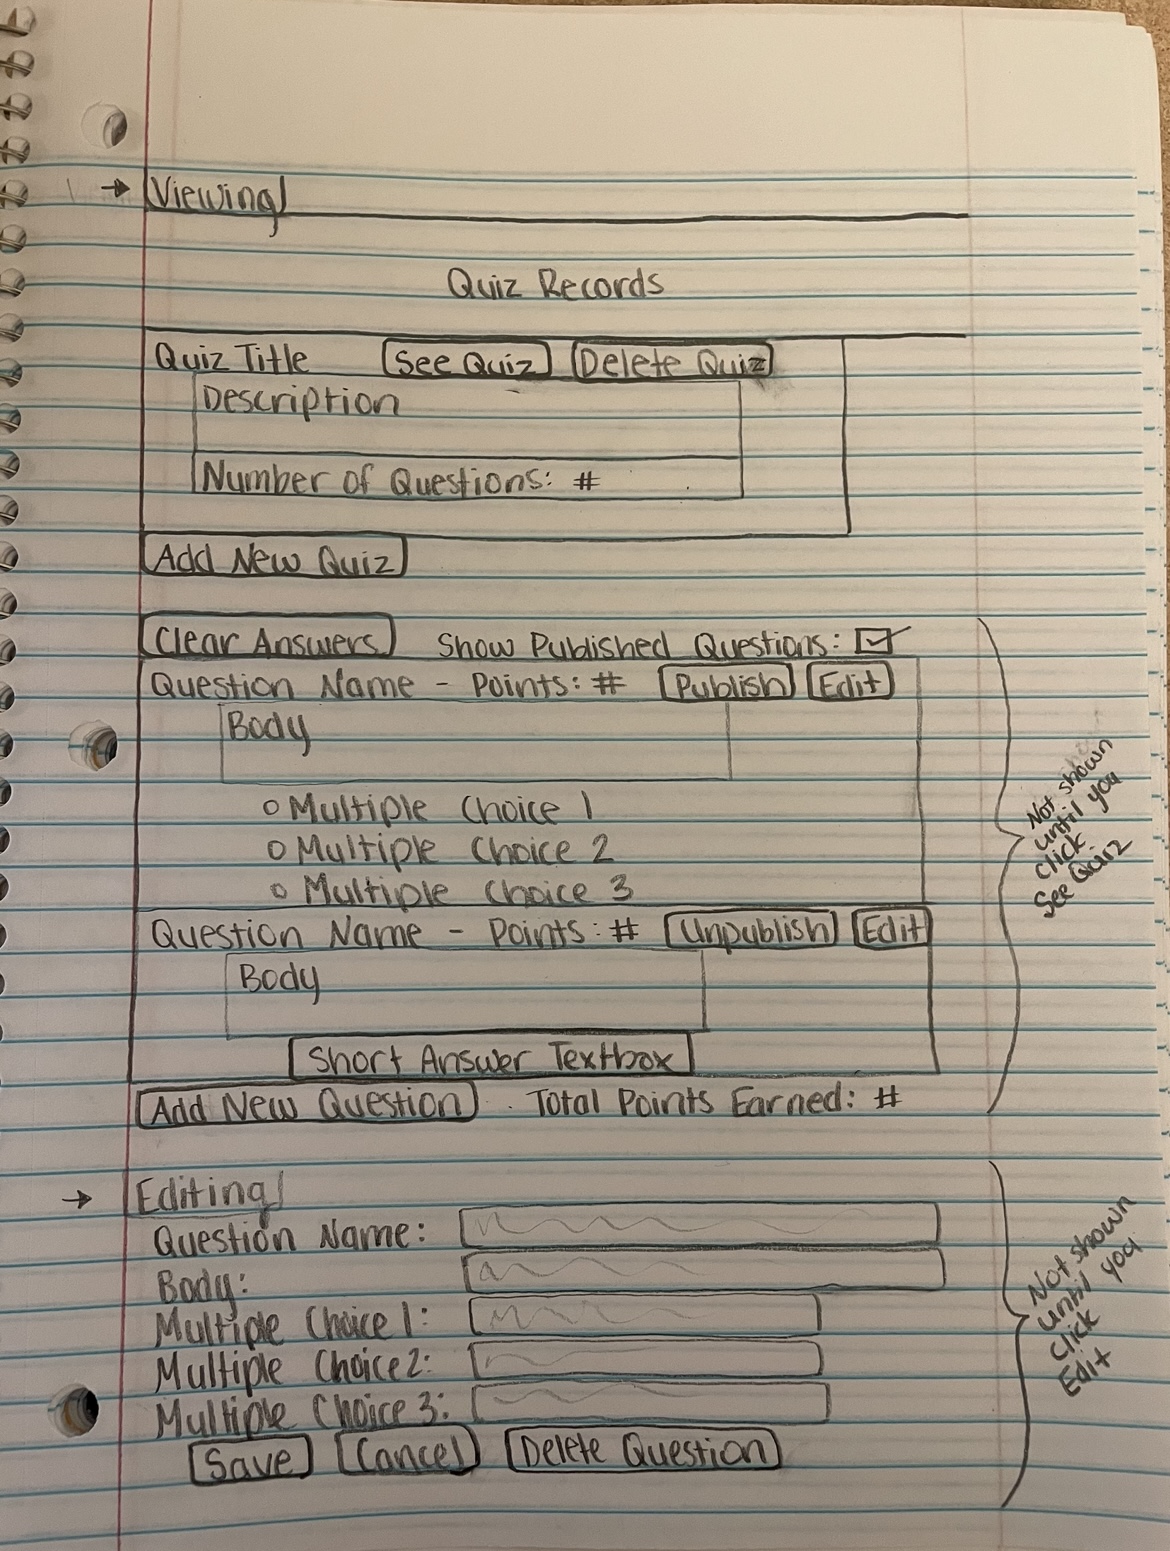 → Viewing
Quiz Records
Quiz Title See Quiz Delete Quiz
Description
Number of Questions: #
Add New Quiz
Clear Answers Show Published Questions: ☑
Question Name - Points: # Publish Edit
Body
o Multiple Choice 1
o Multiple Choice 2
o Multiple Choice 3
Question Name - Points: # Unpublish Edit
Body
Short Answer Textbox
Add New Question Total Points Earned: #
Not shown
until you
click
See Quiz
→ Editing
Question Name:
Body:
Multiple Choice 1:
Multiple Choice 2:
Multiple Choice 3:
Save Cancel Delete Question
Not shown
until you
click
Edit